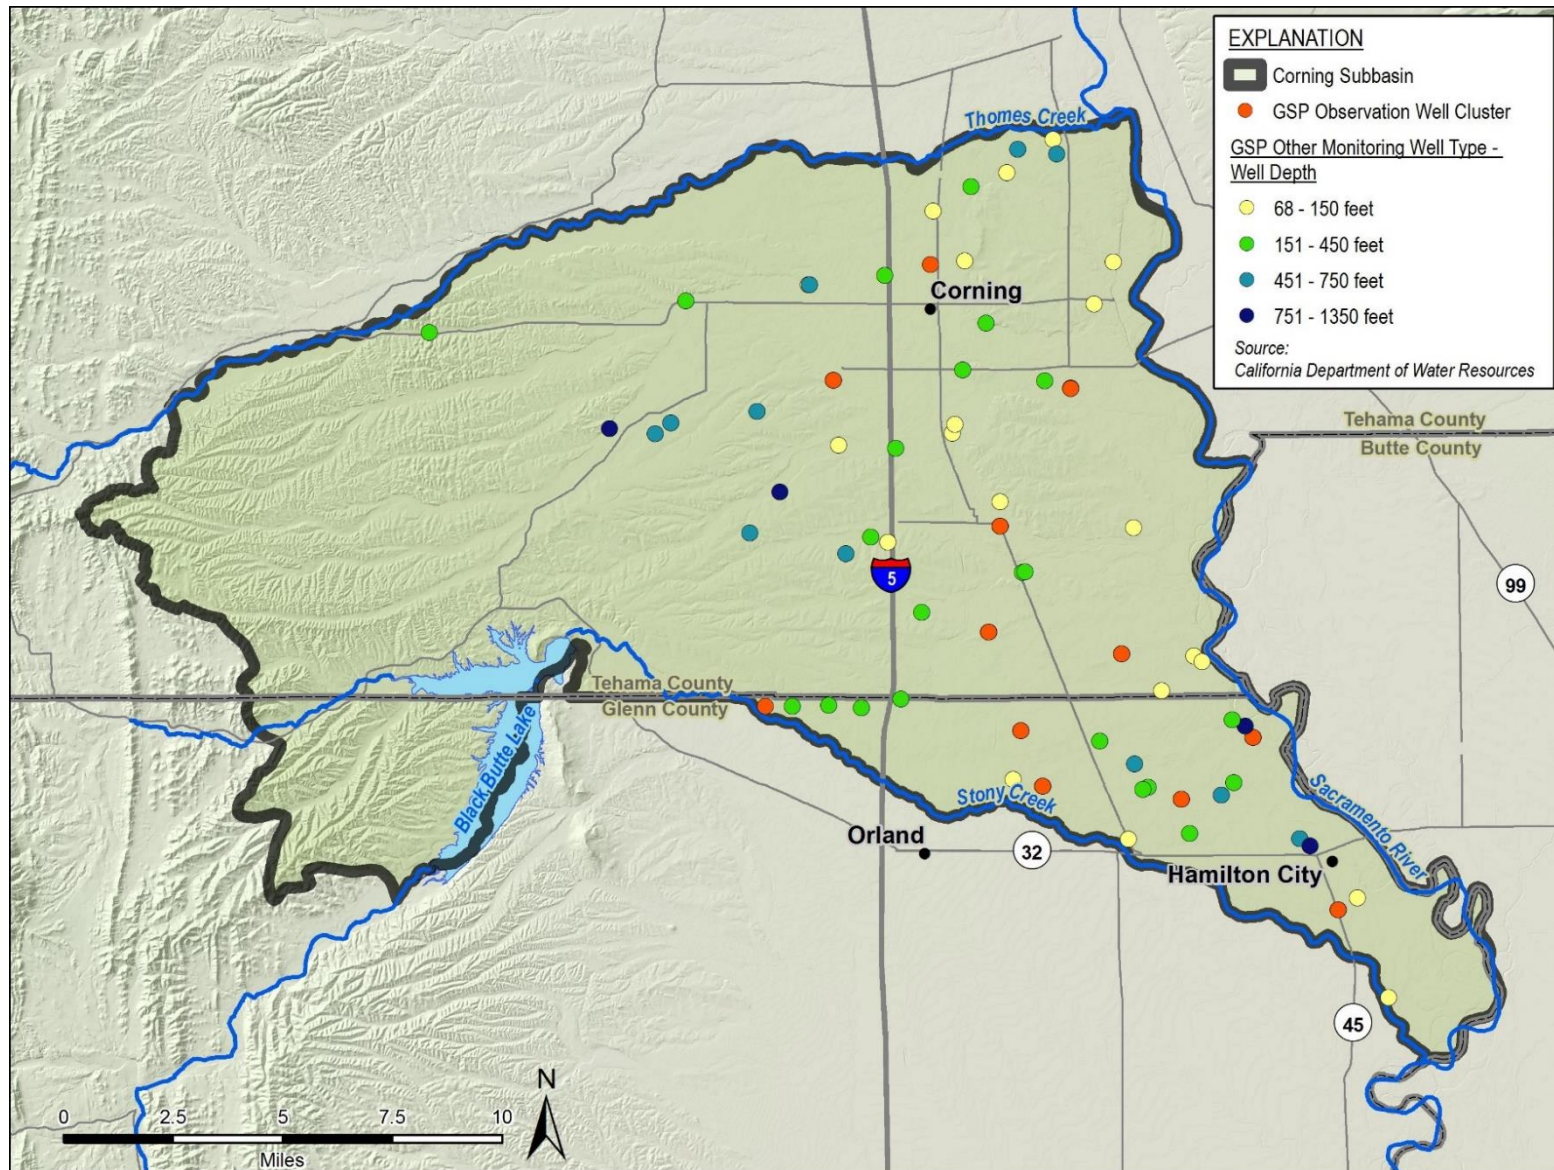 EXPLANATION
Corning Subbasin
GSP Observation Well Cluster
GSP Other Monitoring Well Type -
Well Depth
68 - 150 feet
151 - 450 feet
451 - 750 feet
751 - 1350 feet
Source:
California Department of Water Resources
Thomes Creek
Corning
Tehama County
Butte County
5
99
Tehama County
Glenn County
Black Butte Lake
Stony Creek
Sacramento River
Orland
32
Hamilton City
45
N
0 2.5 5 7.5 10
Miles